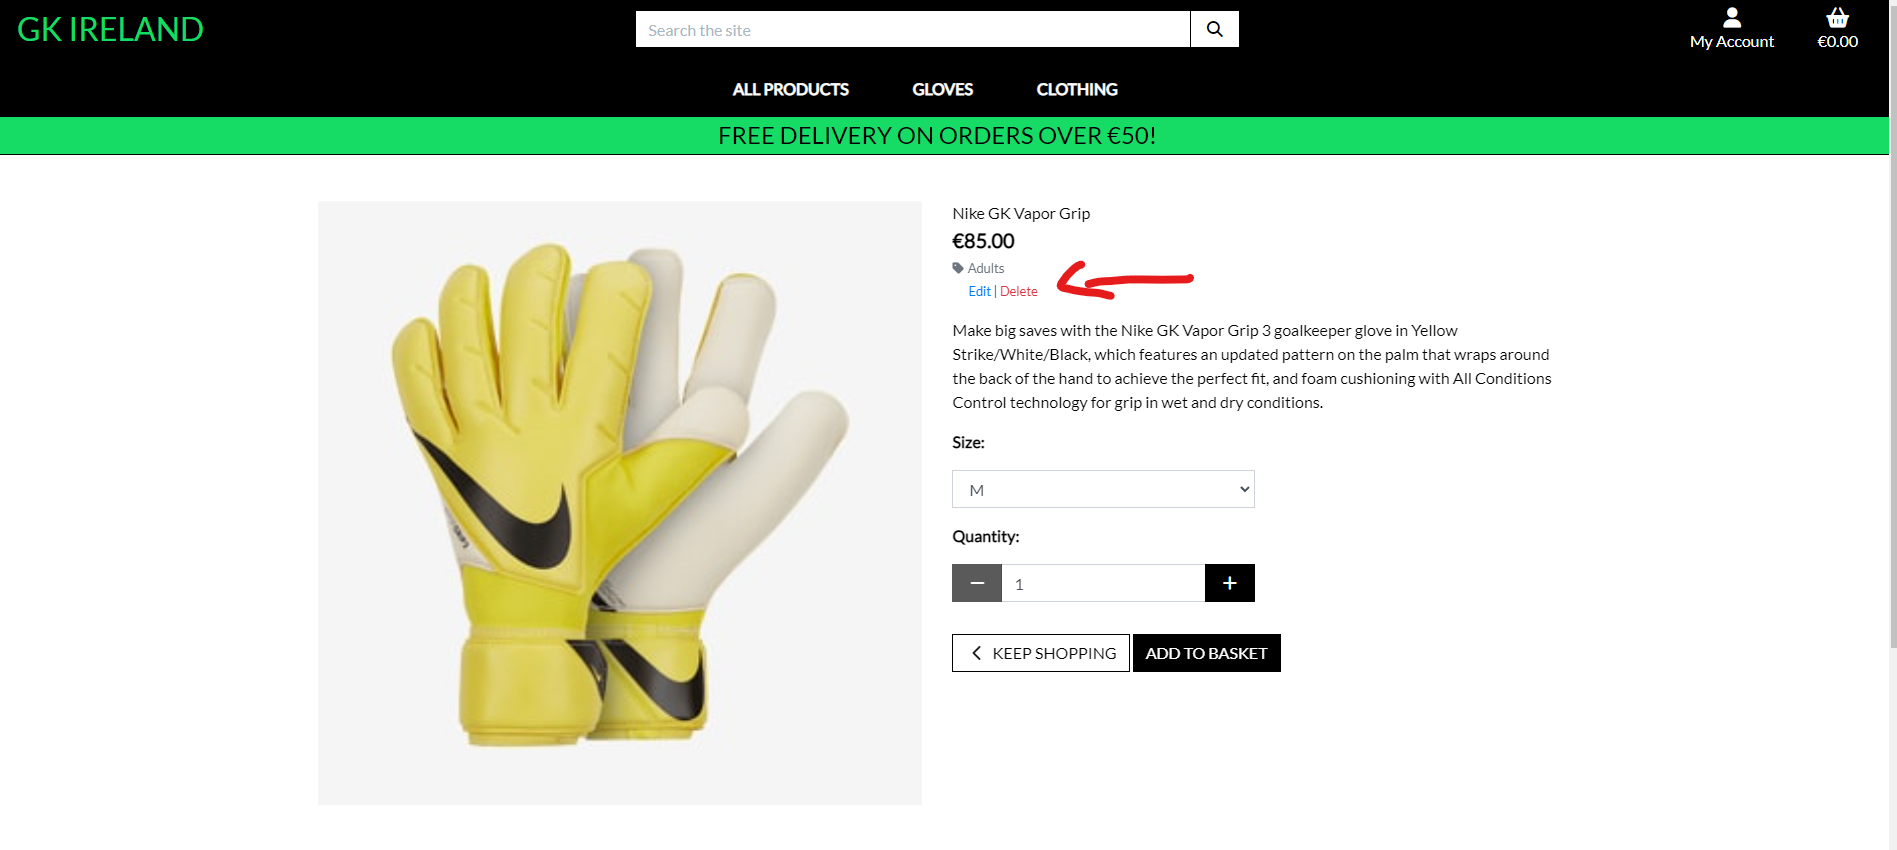 GK IRELAND
Search the site
My Account
€0.00
ALL PRODUCTS
GLOVES
CLOTHING
FREE DELIVERY ON ORDERS OVER €50!
Nike GK Vapor Grip
€85.00
Adults
Edit | Delete
Make big saves with the Nike GK Vapor Grip 3 goalkeeper glove in Yellow
Strike/White/Black, which features an updated pattern on the palm that wraps around
the back of the hand to achieve the perfect fit, and foam cushioning with All Conditions
Control technology for grip in wet and dry conditions.
Size:
M
Quantity:
1
KEEP SHOPPING
ADD TO BASKET